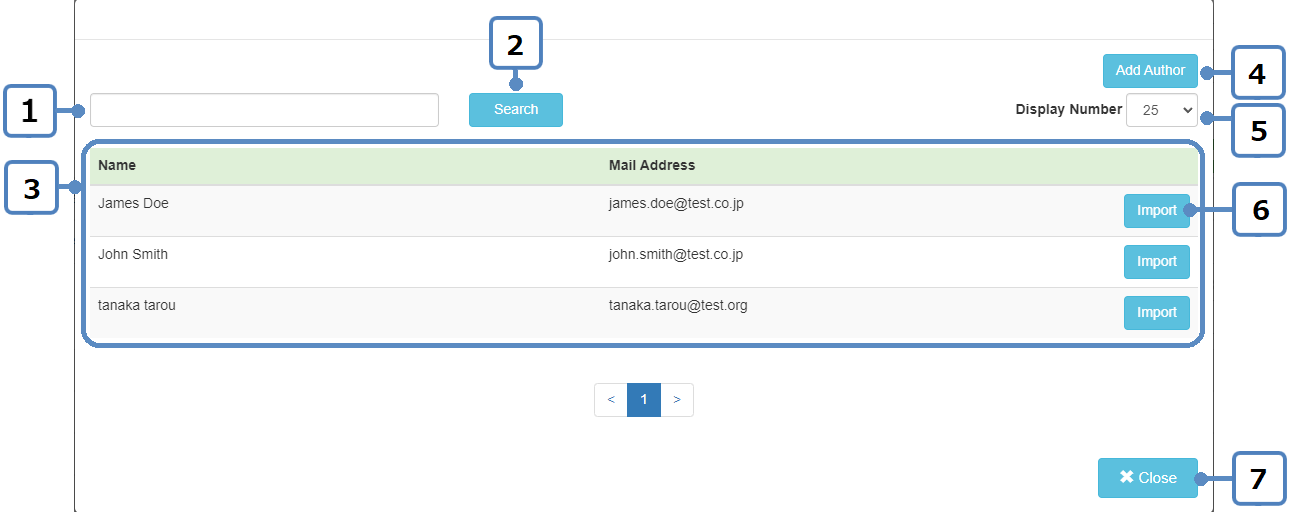 2
Add Author
4
1
Search
Display Number 25
5
3
Name Mail Address
James Doe james.doe@test.co.jp Import
6
John Smith john.smith@test.co.jp Import
tanaka tarou tanaka.tarou@test.org Import
< 1 >
✖ Close
7